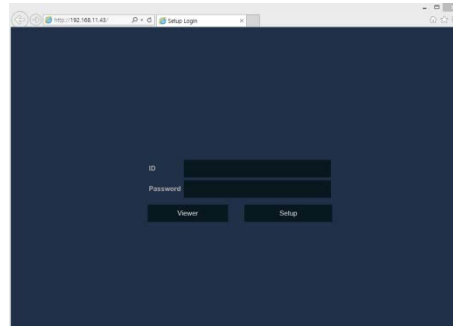 http://192.168.11.43/
Setup Login
ID
Password
Viewer
Setup